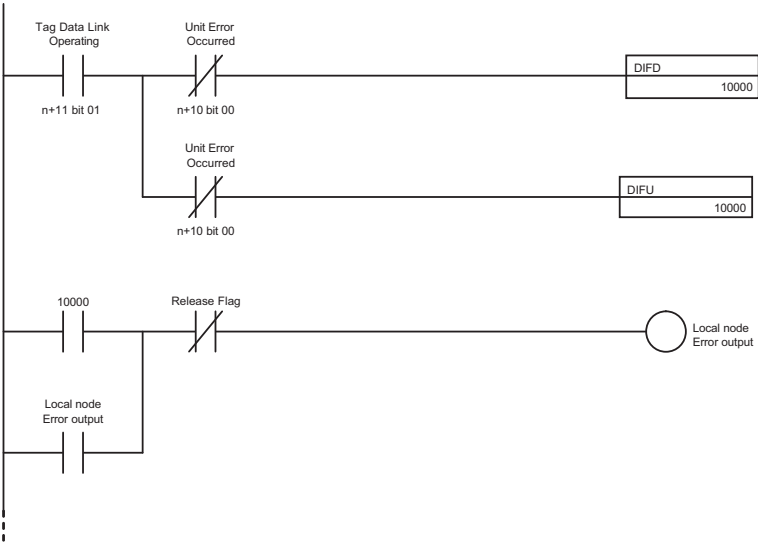 Tag Data Link
Operating
Unit Error
Occurred
DIFD
10000
n+11 bit 01
n+10 bit 00
Unit Error
Occurred
DIFU
10000
n+10 bit 00
10000
Release Flag
Local node
Error output
Local node
Error output